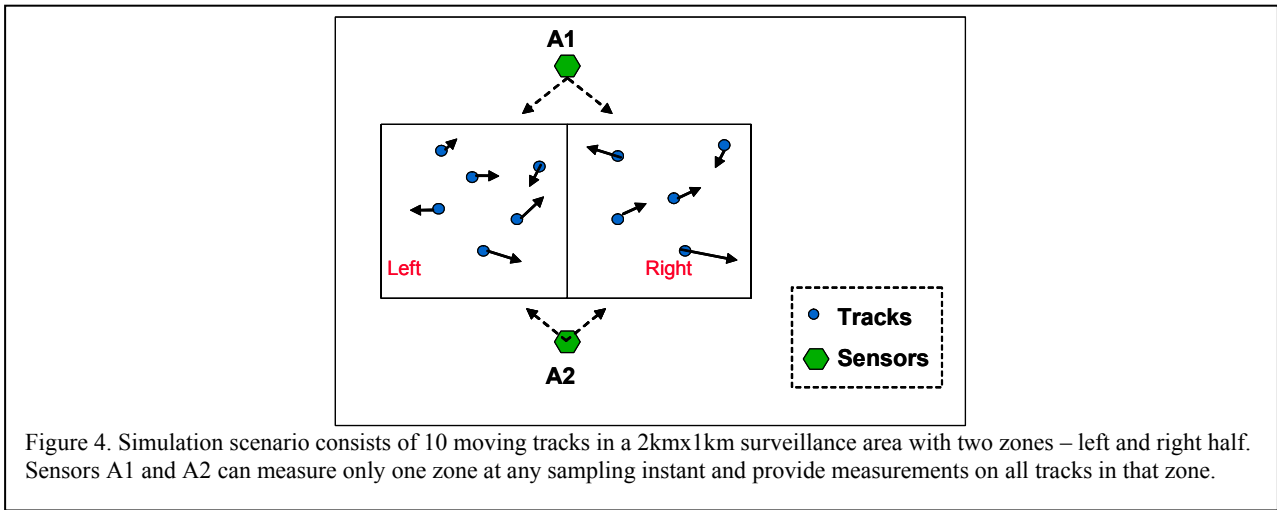 A1
Left
Right
A2
Tracks
Sensors
Figure 4. Simulation scenario consists of 10 moving tracks in a 2kmx1km surveillance area with two zones – left and right half.
Sensors A1 and A2 can measure only one zone at any sampling instant and provide measurements on all tracks in that zone.